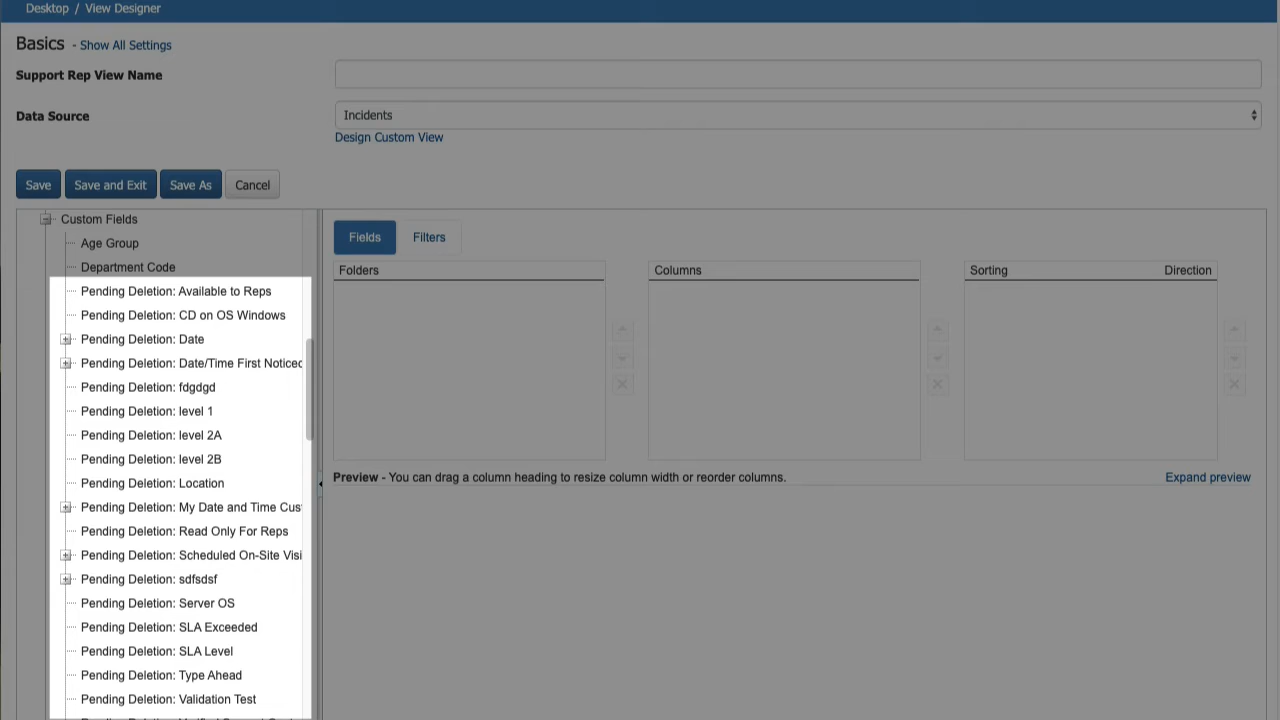 Desktop / View Designer
Basics - Show All Settings
Support Rep View Name
Data Source
Incidents
Design Custom View
Save
Save and Exit
Save As
Cancel
Custom Fields
Age Group
Department Code
Pending Deletion: Available to Reps
Pending Deletion: CD on OS Windows
Pending Deletion: Date
Pending Deletion: Date/Time First Noticed
Pending Deletion: fdgdgd
Pending Deletion: level 1
Pending Deletion: level 2A
Pending Deletion: level 2B
Pending Deletion: Location
Pending Deletion: My Date and Time Cus
Pending Deletion: Read Only For Reps
Pending Deletion: Scheduled On-Site Visi
Pending Deletion: sdfsdsf
Pending Deletion: Server OS
Pending Deletion: SLA Exceeded
Pending Deletion: SLA Level
Pending Deletion: Type Ahead
Pending Deletion: Validation Test
Fields
Filters
Folders
Columns
Sorting
Direction
Preview - You can drag a column heading to resize column width or reorder columns.
Expand preview